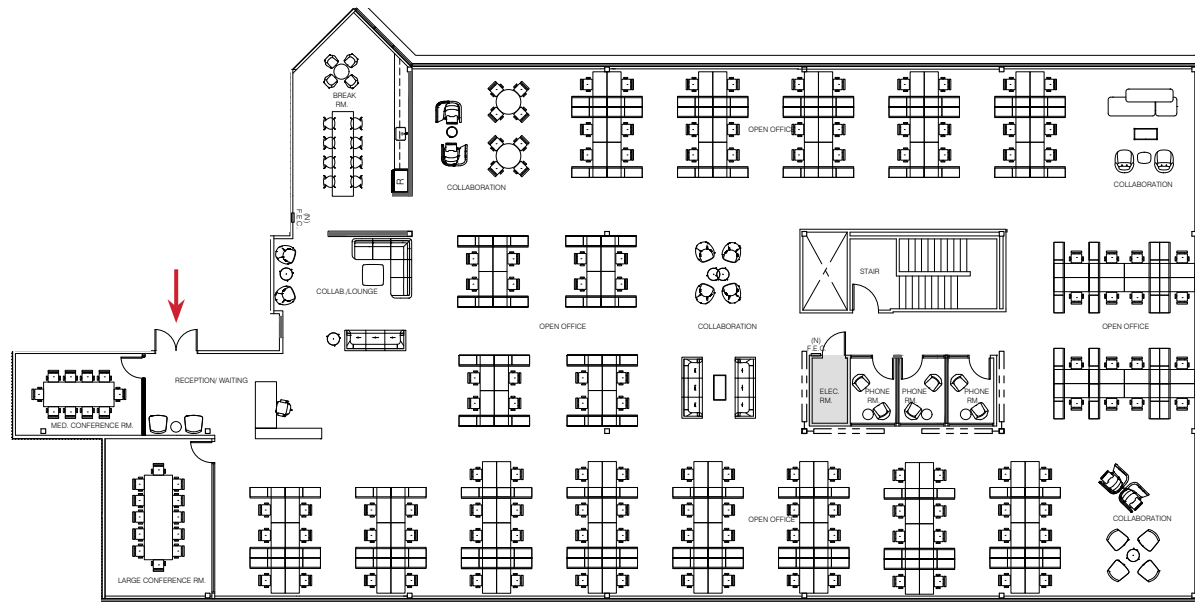 BREAK
RM.
R
OPEN OFFICE
COLLABORATION
COLLABORATION
(N)
F.E.C.
COLLAB./LOUNGE
STAIR
OPEN OFFICE
COLLABORATION
OPEN OFFICE
(N)
F.E.C.
RECEPTION/ WAITING
ELEC.
RM.
PHONE
RM.
PHONE
RM.
PHONE
RM.
MED. CONFERENCE RM.
OPEN OFFICE
COLLABORATION
LARGE CONFERENCE RM.